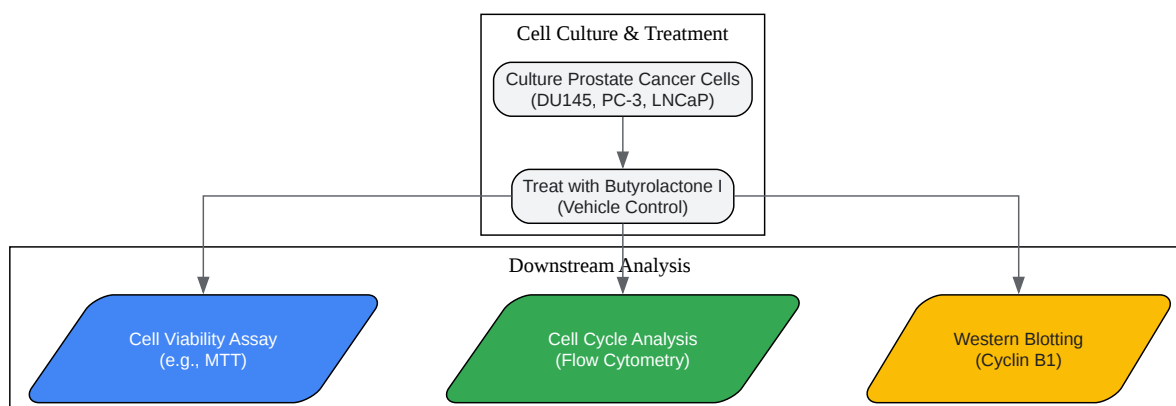 Cell Culture & Treatment
Culture Prostate Cancer Cells
(DU145, PC-3, LNCaP)
Treat with Butyrolactone I
(Vehicle Control)
Downstream Analysis
Cell Viability Assay
(e.g., MTT)
Cell Cycle Analysis
(Flow Cytometry)
Western Blotting
(Cyclin B1)